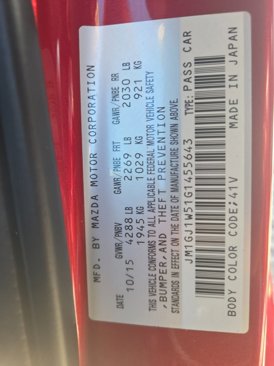 MFD. BY MAZDA MOTOR CORPORATION
DATE GVWR/PNBV GAWR/PNBE FRT GAWR/PNBE RR
10/15 4288 LB 2269 LB 2030 LB
1945 KG 1029 KG 921 KG
THIS VEHICLE CONFORMS TO ALL APPLICABLE FEDERAL MOTOR VEHICLE SAFETY
, BUMPER, AND THEFT PREVENTION
STANDARDS IN EFFECT ON THE DATE OF MANUFACTURE SHOWN ABOVE.
JM1GJ1W51G1455643 TYPE: PASS CAR
BODY COLOR CODE; 41V MADE IN JAPAN